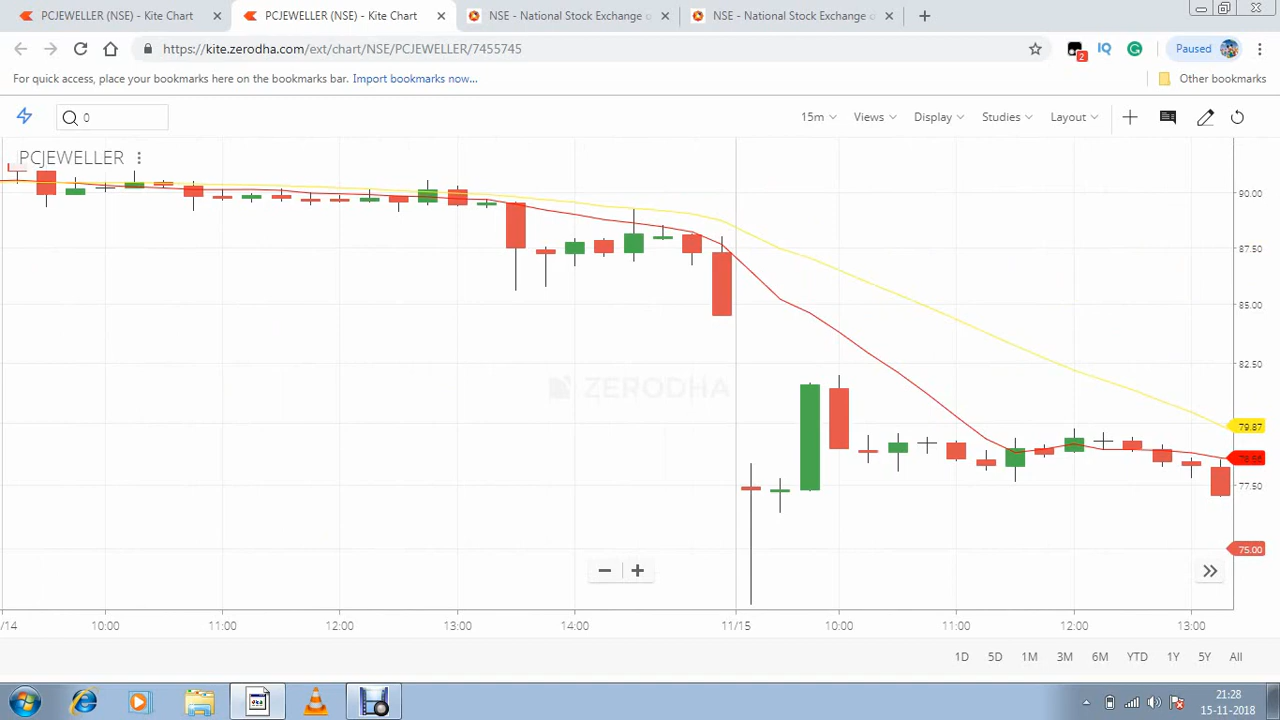 PCJEWELLER (NSE) - Kite Chart
PCJEWELLER (NSE) - Kite Chart
NSE - National Stock Exchange o
NSE - National Stock Exchange o
https://kite.zerodha.com/ext/chart/NSE/PCJEWELLER/7455745
2
IQ
Paused
For quick access, place your bookmarks here on the bookmarks bar. Import bookmarks now...
Other bookmarks
0
15m
Views
Display
Studies
Layout
PCJEWELLER
90.00
87.50
85.00
82.50
ZERODHA
79.87
77.50
75.00
/14
10:00
11:00
12:00
13:00
14:00
11/15
10:00
11:00
12:00
13:00
1D
5D
1M
3M
6M
YTD
1Y
5Y
All
21:28
15-11-2018